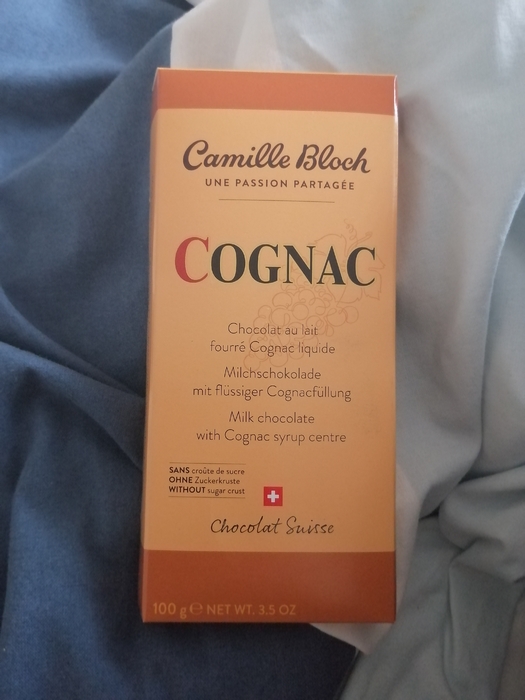 Camille Bloch
UNE PASSION PARTAGÉE
COGNAC
Chocolat au lait
fourré Cognac liquide
Milchschokolade
mit flüssiger Cognacfüllung
Milk chocolate
with Cognac syrup centre
SANS croûte de sucre
OHNE Zuckerkruste
WITHOUT sugar crust
Chocolat Suisse
100 g ℮ NET WT. 3.5 OZ